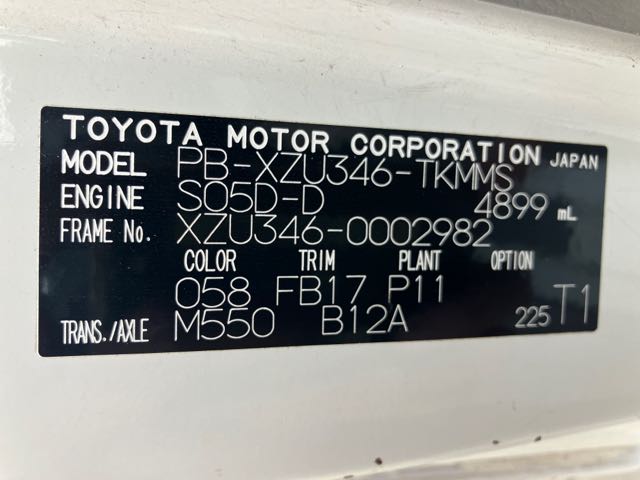 TOYOTA MOTOR CORPORATION JAPAN
MODEL PB-XZU346-TKMMS
ENGINE S05D-D 4899 mL
FRAME No. XZU346-0002982
COLOR TRIM PLANT OPTION
058 FB17 P11
TRANS./AXLE M550 B12A 225 T1